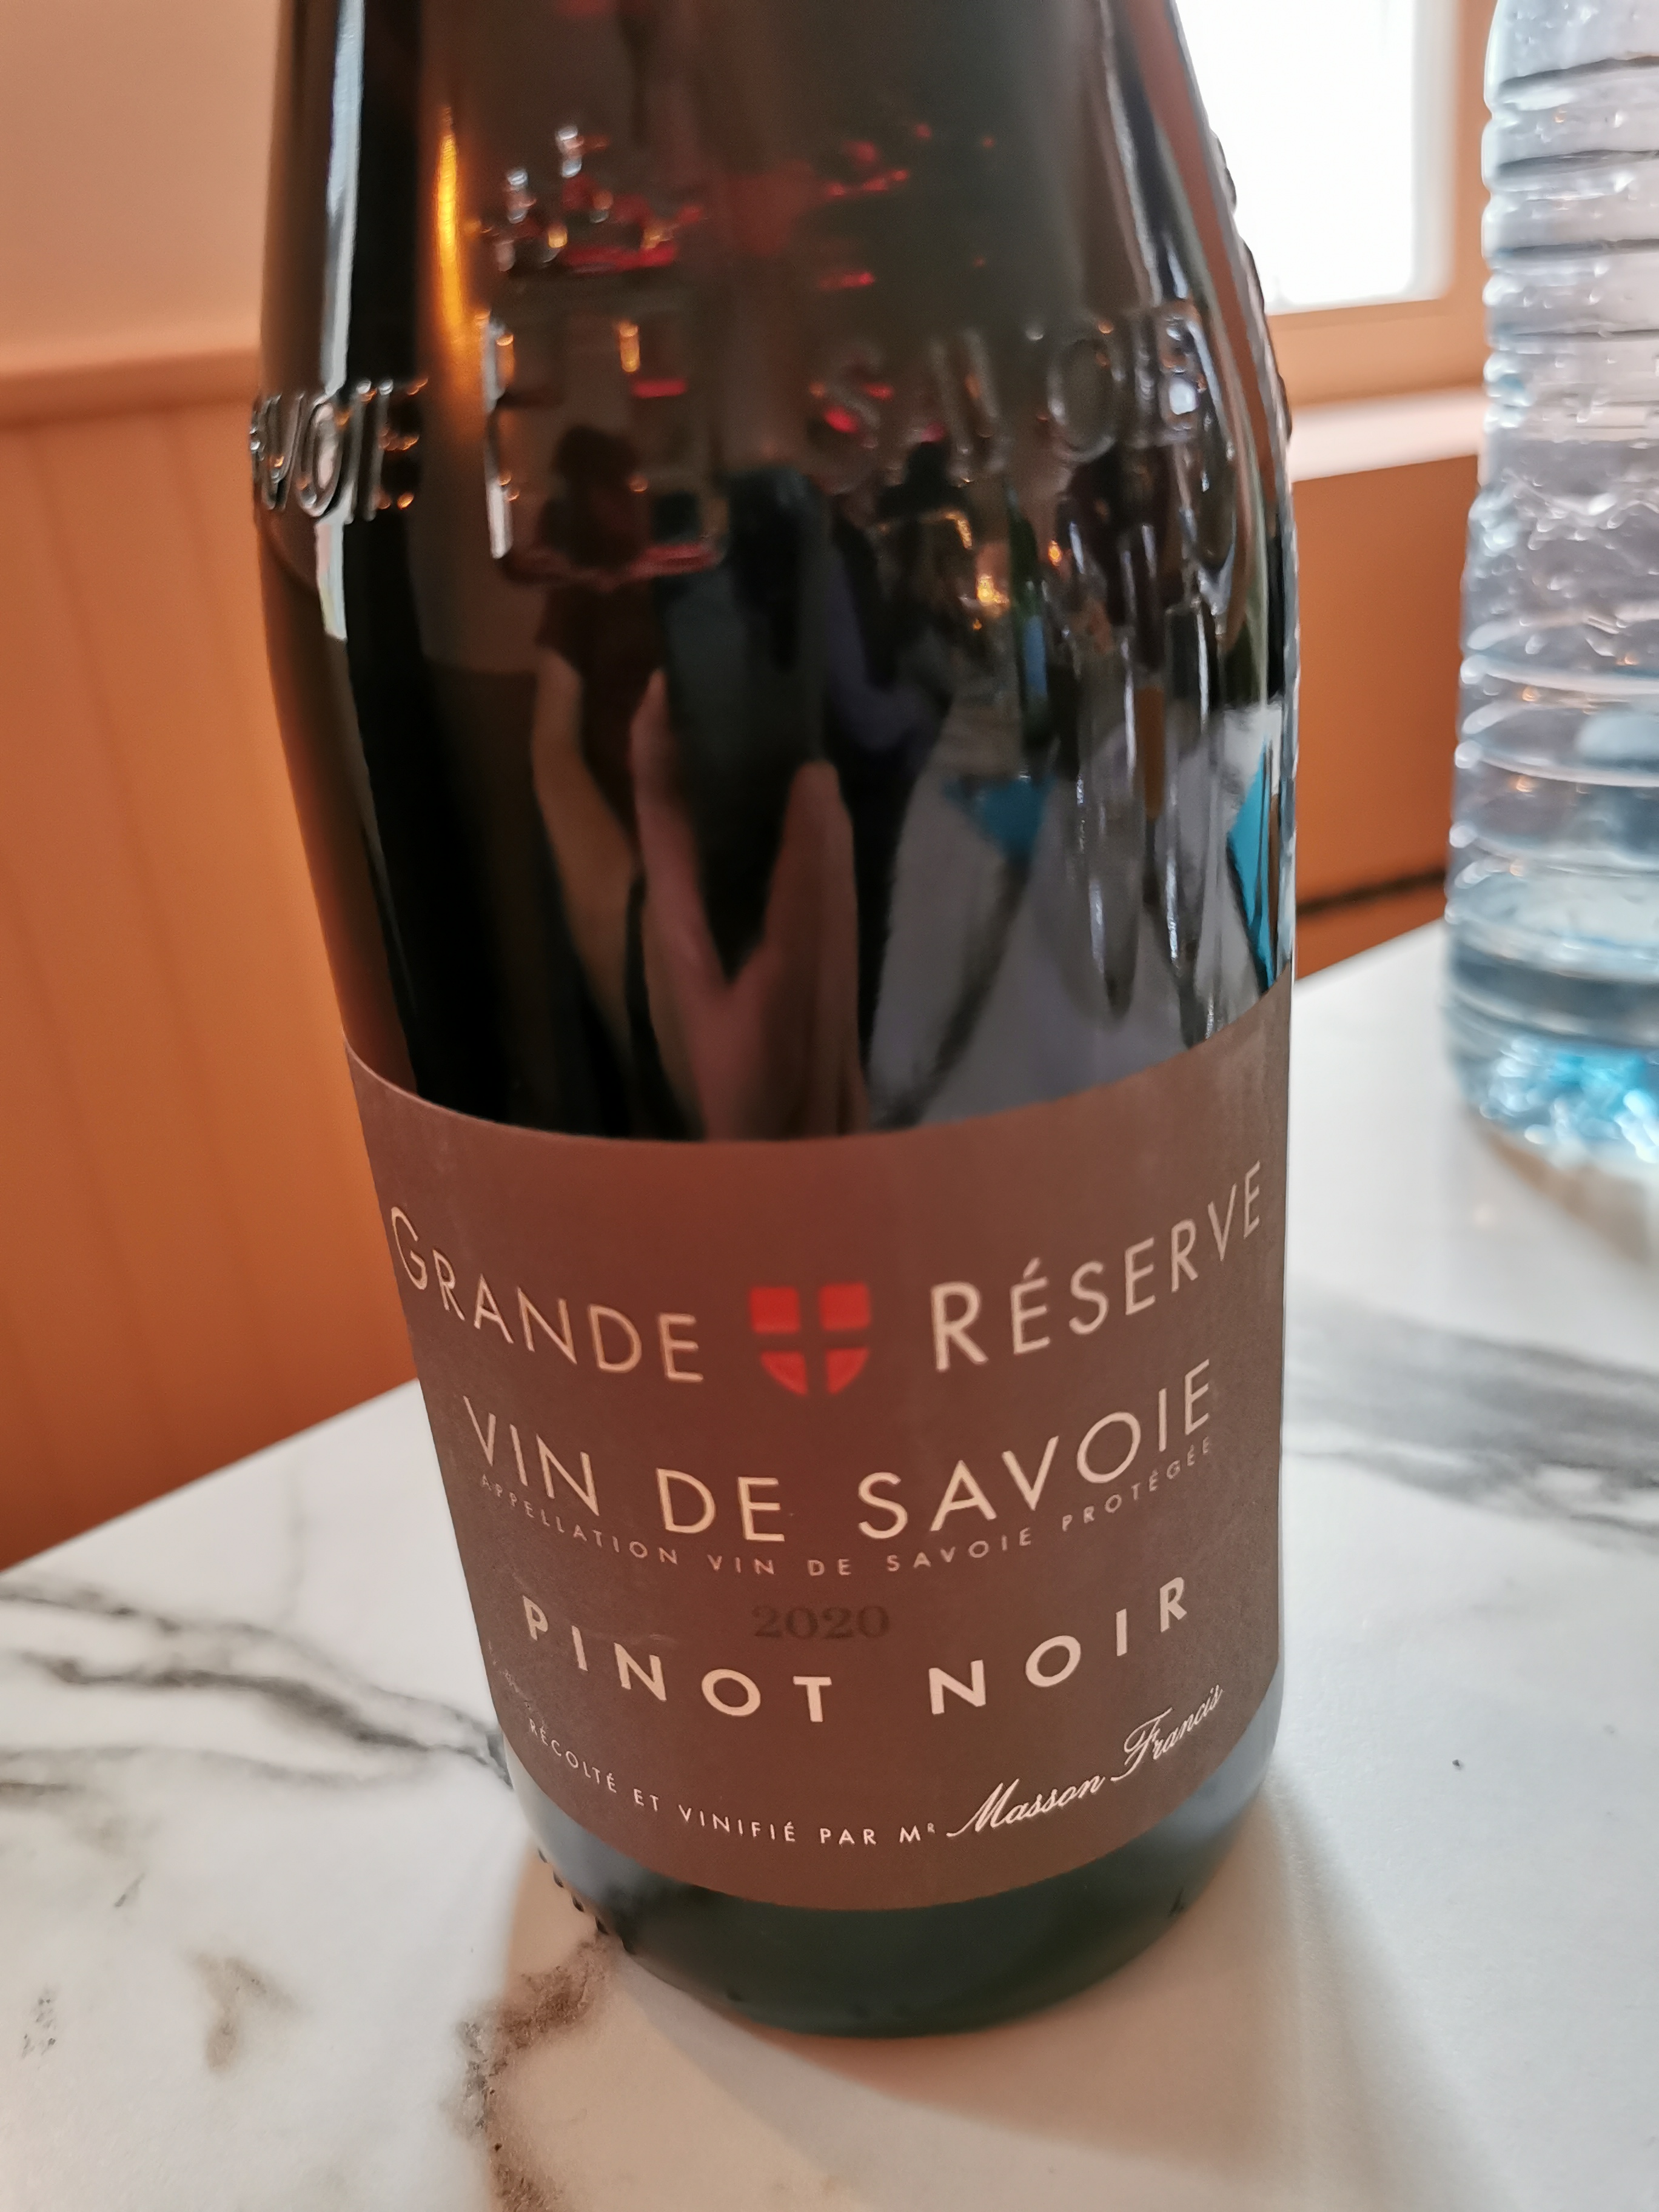 SAVOIE
GRANDE RÉSERVE
VIN DE SAVOIE
APPELLATION VIN DE SAVOIE PROTÉGÉE
2020
PINOT NOIR
RÉCOLTÉ ET VINIFIÉ PAR MR Masson Francis